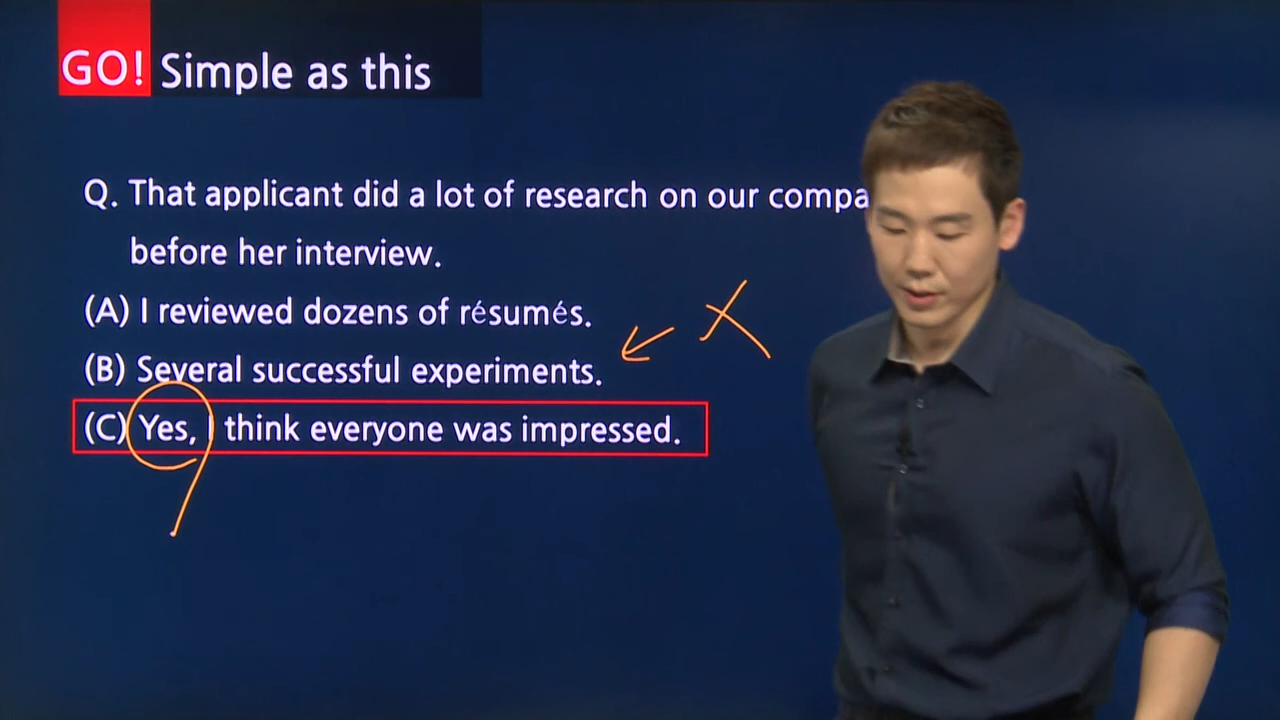 GO! Simple as this
Q. That applicant did a lot of research on our
before her interview.
(A) I reviewed dozens of résumés.
(B) Several successful experiments.
(C) Yes, I think everyone was impressed.